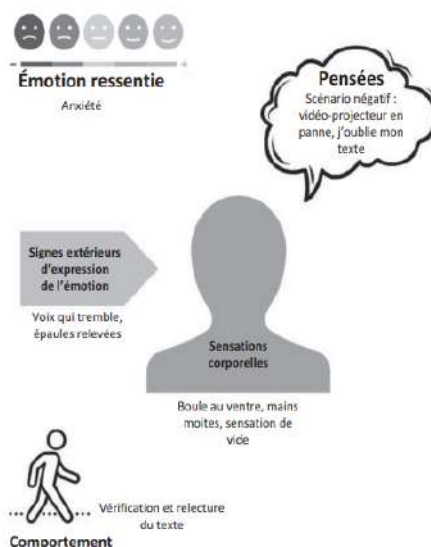 Émotion ressentie
Anxiété
Pensées
Scénario négatif :
vidéo-projecteur en
panne, j'oublie mon
texte
Signes extérieurs
d'expression
de l'émotion
Voix qui tremble,
épaules relevées
Sensations
corporelles
Boule au ventre, mains
moites, sensation de
vide
Vérification et relecture
du texte
Comportement